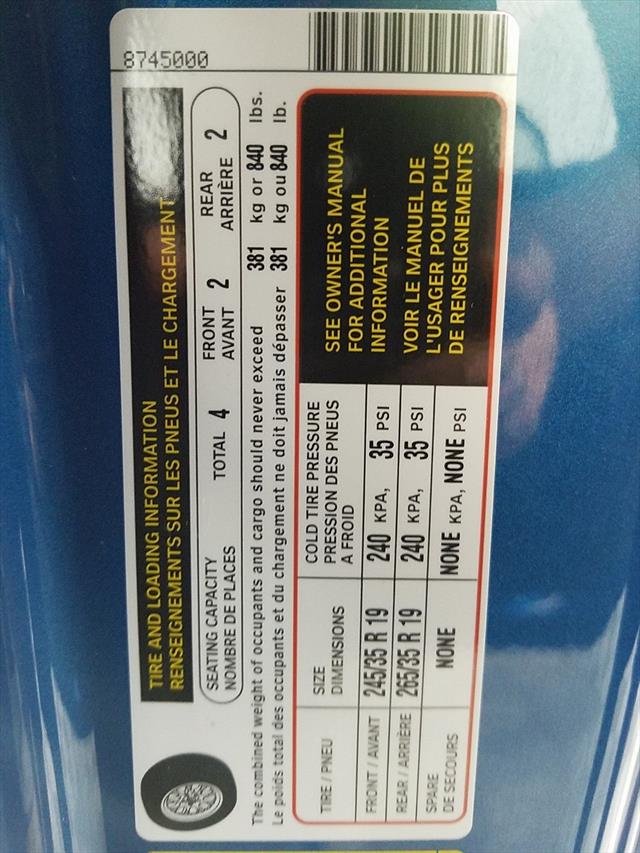 8745000
TIRE AND LOADING INFORMATION
RENSEIGNEMENTS SUR LES PNEUS ET LE CHARGEMENT
SEATING CAPACITY
NOMBRE DE PLACES
TOTAL 4
FRONT
AVANT 2
REAR
ARRIÈRE 2
The combined weight of occupants and cargo should never exceed 381 kg or 840 lbs.
Le poids total des occupants et du chargement ne doit jamais dépasser 381 kg ou 840 lb.
TIRE / PNEU
SIZE
DIMENSIONS
COLD TIRE PRESSURE
PRESSION DES PNEUS
A FROID
FRONT / AVANT 245/35 R 19 240 KPA, 35 PSI
REAR / ARRIÈRE 265/35 R 19 240 KPA, 35 PSI
SPARE
DE SECOURS
NONE NONE KPA, NONE PSI
SEE OWNER'S MANUAL
FOR ADDITIONAL
INFORMATION
VOIR LE MANUEL DE
L'USAGER POUR PLUS
DE RENSEIGNEMENTS